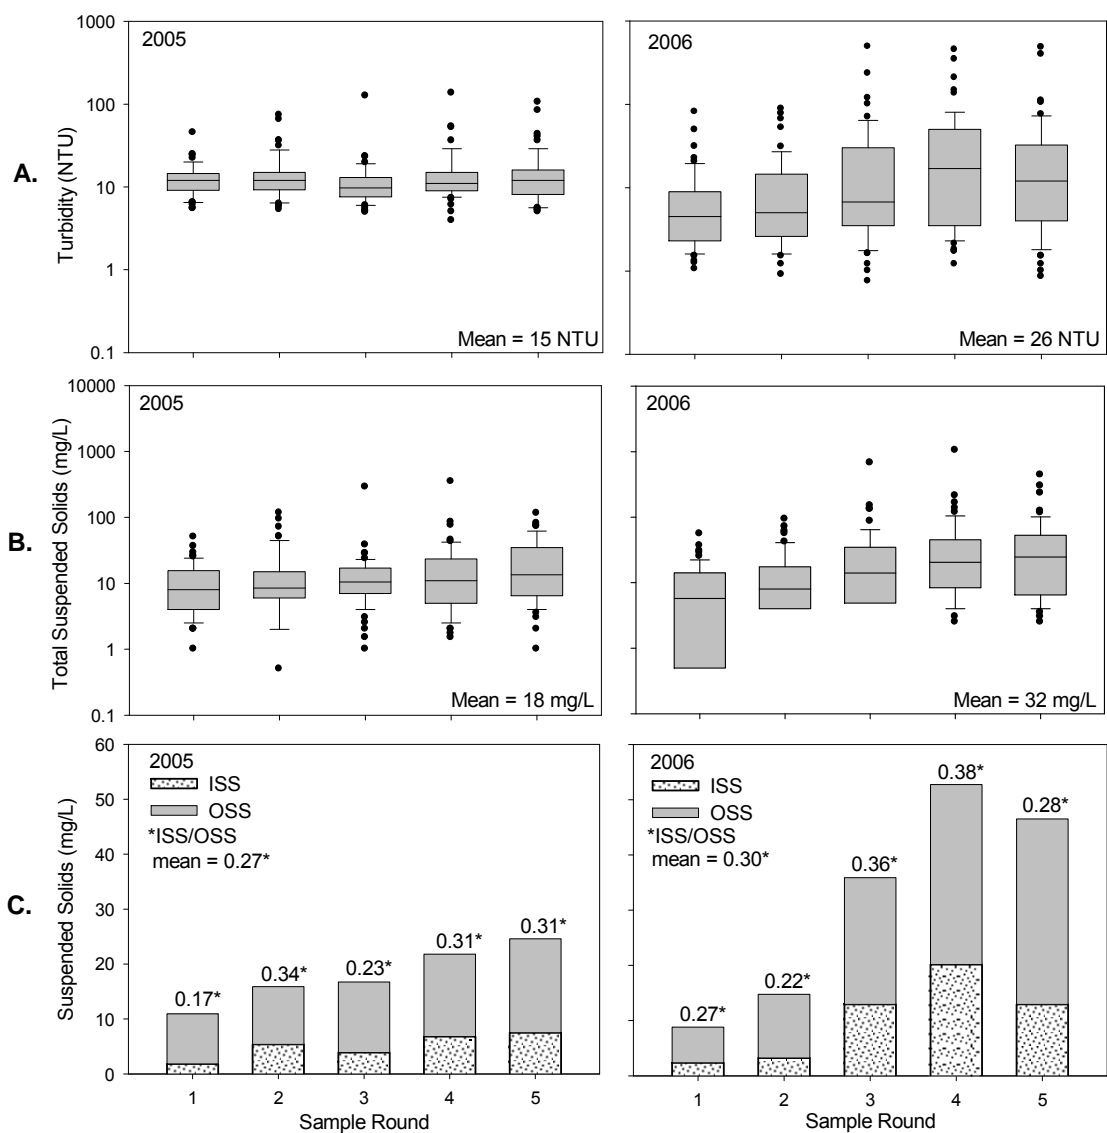 A.
Turbidity (NTU)
1000
100
10
1
0.1
2005
Mean = 15 NTU
2006
Mean = 26 NTU
B.
Total Suspended Solids (mg/L)
10000
1000
100
10
1
0.1
2005
Mean = 18 mg/L
2006
Mean = 32 mg/L
C.
Suspended Solids (mg/L)
60
50
40
30
20
10
0
2005
ISS
OSS
*ISS/OSS
mean = 0.27*
0.17*
0.34*
0.23*
0.31*
0.31*
1 2 3 4 5
Sample Round
2006
ISS
OSS
*ISS/OSS
mean = 0.30*
0.27*
0.22*
0.36*
0.38*
0.28*
1 2 3 4 5
Sample Round